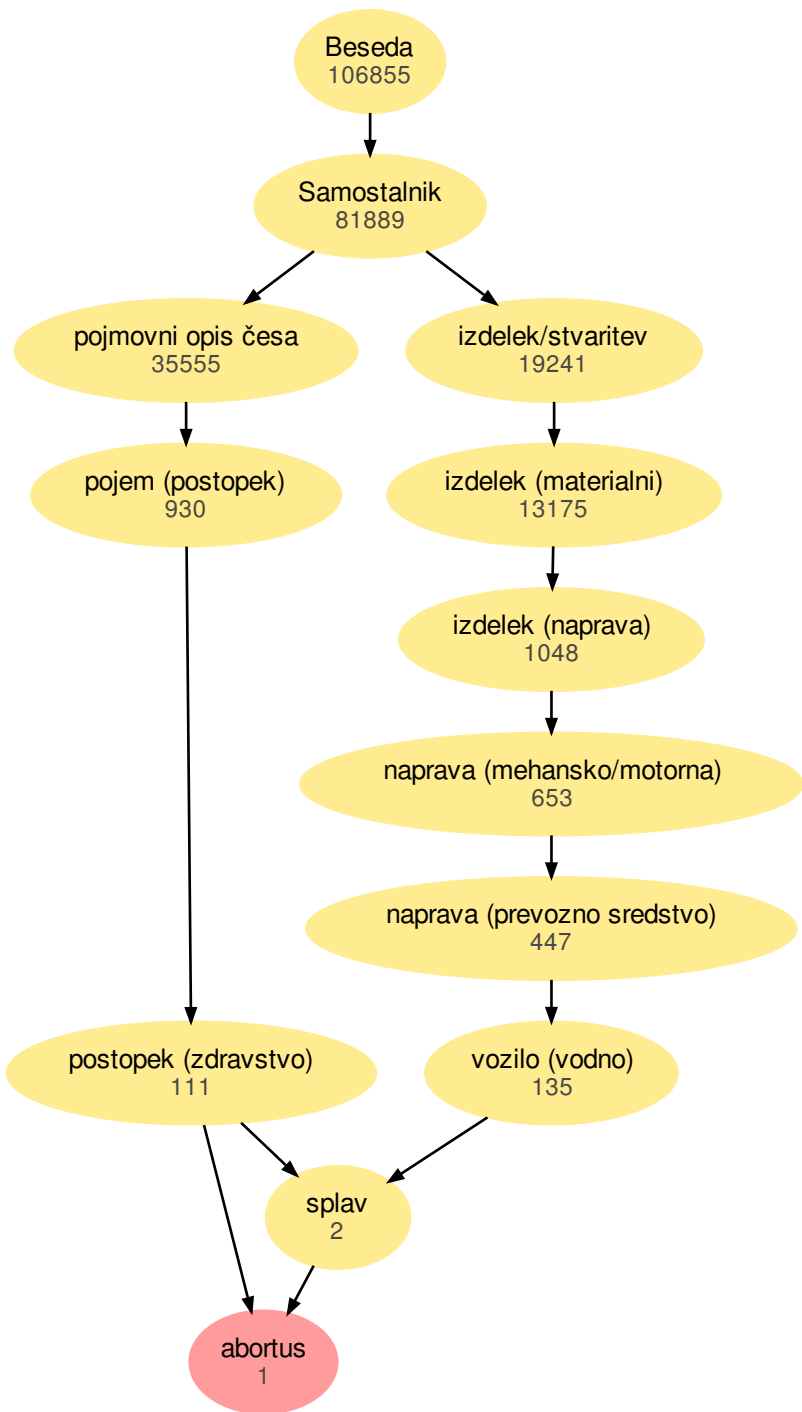 Beseda
106855
Samostalnik
81889
pojmovni opis česa
35555
izdelek/stvaritev
19241
pojem (postopek)
930
izdelek (materialni)
13175
izdelek (naprava)
1048
naprava (mehansko/motorna)
653
naprava (prevozno sredstvo)
447
postopek (zdravstvo)
111
vozilo (vodno)
135
splav
2
abortus
1